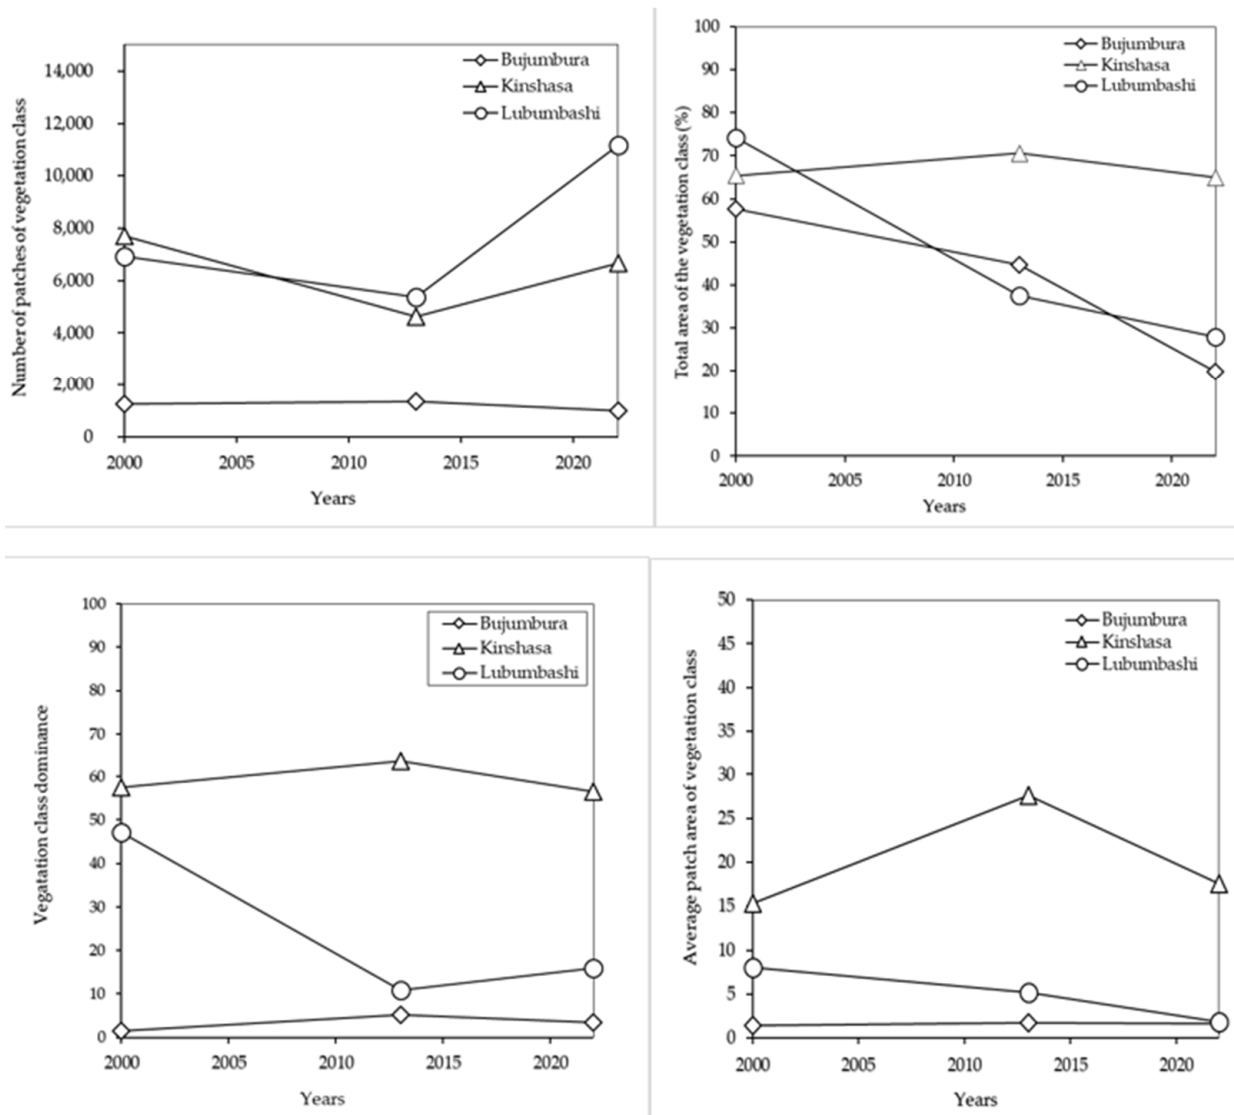 Number of patches of vegetation class
14,000
12,000
10,000
8,000
6,000
4,000
2,000
0
2000 2005 2010 2015 2020
Years
Bujumbura
Kinshasa
Lubumbashi
Total area of the vegetation class (%)
100
90
80
70
60
50
40
30
20
10
0
2000 2005 2010 2015 2020
Years
Bujumbura
Kinshasa
Lubumbashi
Vegatation class dominance
100
90
80
70
60
50
40
30
20
10
0
2000 2005 2010 2015 2020
Years
Bujumbura
Kinshasa
Lubumbashi
Average patch area of vegetation class
50
45
40
35
30
25
20
15
10
5
0
2000 2005 2010 2015 2020
Years
Bujumbura
Kinshasa
Lubumbashi